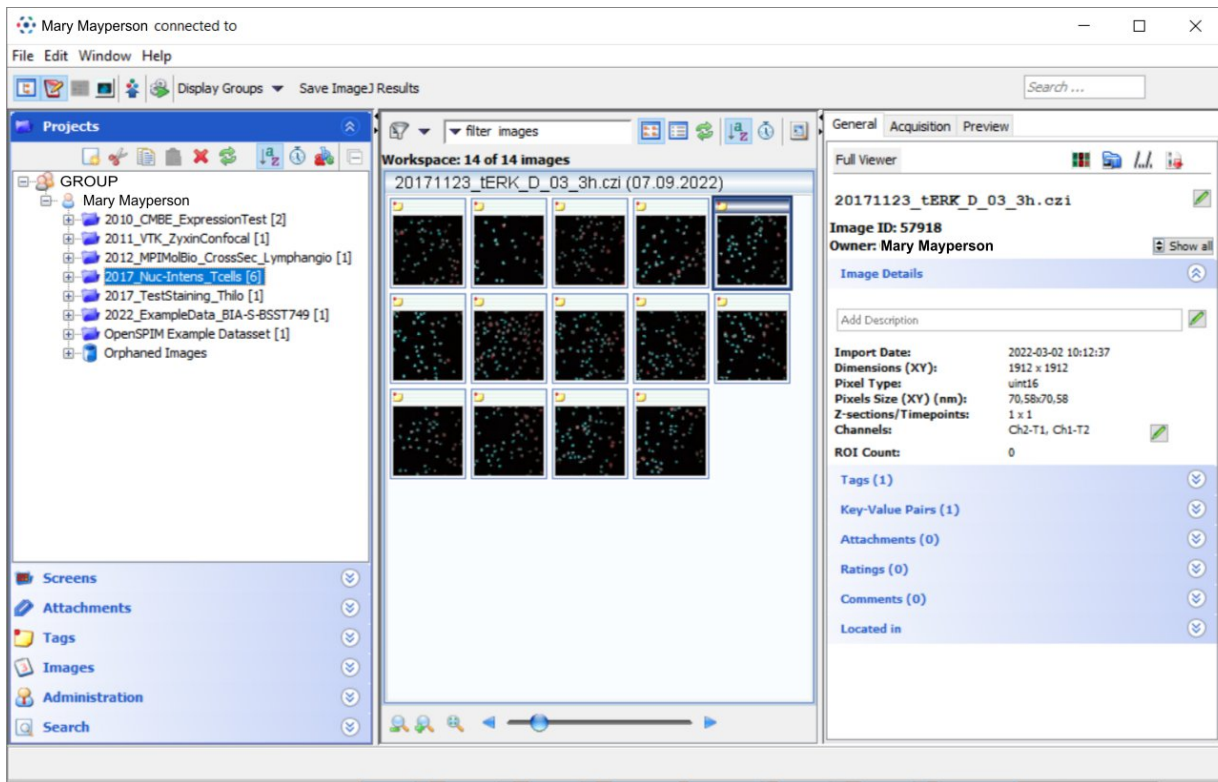 Mary Mayperson connected to
File Edit Window Help
Display Groups Save ImageJ Results
Search ...
Projects
GROUP
Mary Mayperson
2010_CMBE_ExpressionTest [2]
2011_VTK_ZyxinConfocal [1]
2012_MPIMolBio_CrossSec_Lymphangio [1]
2017_Nuc-Intens_Tcells [6]
2017_TestStaining_Thilo [1]
2022_ExampleData_BIA-S-BSST749 [1]
OpenSPIM Example Datasset [1]
Orphaned Images
Screens
Attachments
Tags
Images
Administration
Search
filter images
Workspace: 14 of 14 images
20171123_tERK_D_03_3h.czi (07.09.2022)
General Acquisition Preview
Full Viewer
20171123_tERK_D_03_3h.czi
Image ID: 57918
Owner: Mary Mayperson
Show all
Image Details
Add Description
Import Date: 2022-03-02 10:12:37
Dimensions (XY): 1912 x 1912
Pixel Type: uint16
Pixels Size (XY) (nm): 70,58x70,58
Z-sections/Timepoints: 1 x 1
Channels: Ch2-T1, Ch1-T2
ROI Count: 0
Tags (1)
Key-Value Pairs (1)
Attachments (0)
Ratings (0)
Comments (0)
Located in